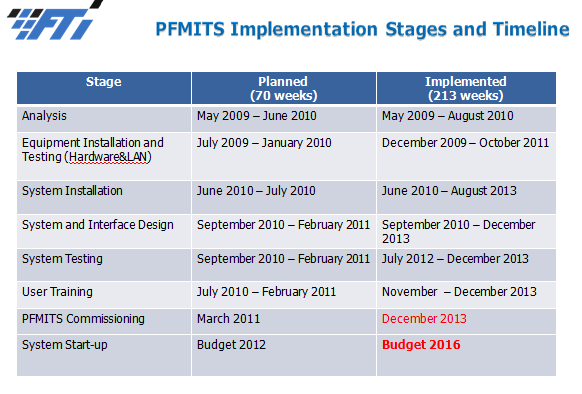 FTI
PFMITS Implementation Stages and Timeline
Stage
Planned
(70 weeks)
Implemented
(213 weeks)
Analysis
May 2009 – June 2010
May 2009 – August 2010
Equipment Installation and
Testing (Hardware&LAN)
July 2009 – January 2010
December 2009 – October 2011
System Installation
June 2010 – July 2010
June 2010 – August 2013
System and Interface Design
September 2010 – February 2011
September 2010 – December
2013
System Testing
September 2010 – February 2011
July 2012 – December 2013
User Training
July 2010 – February 2011
November  – December 2013
PFMITS Commissioning
March 2011
December 2013
System Start-up
Budget 2012
Budget 2016